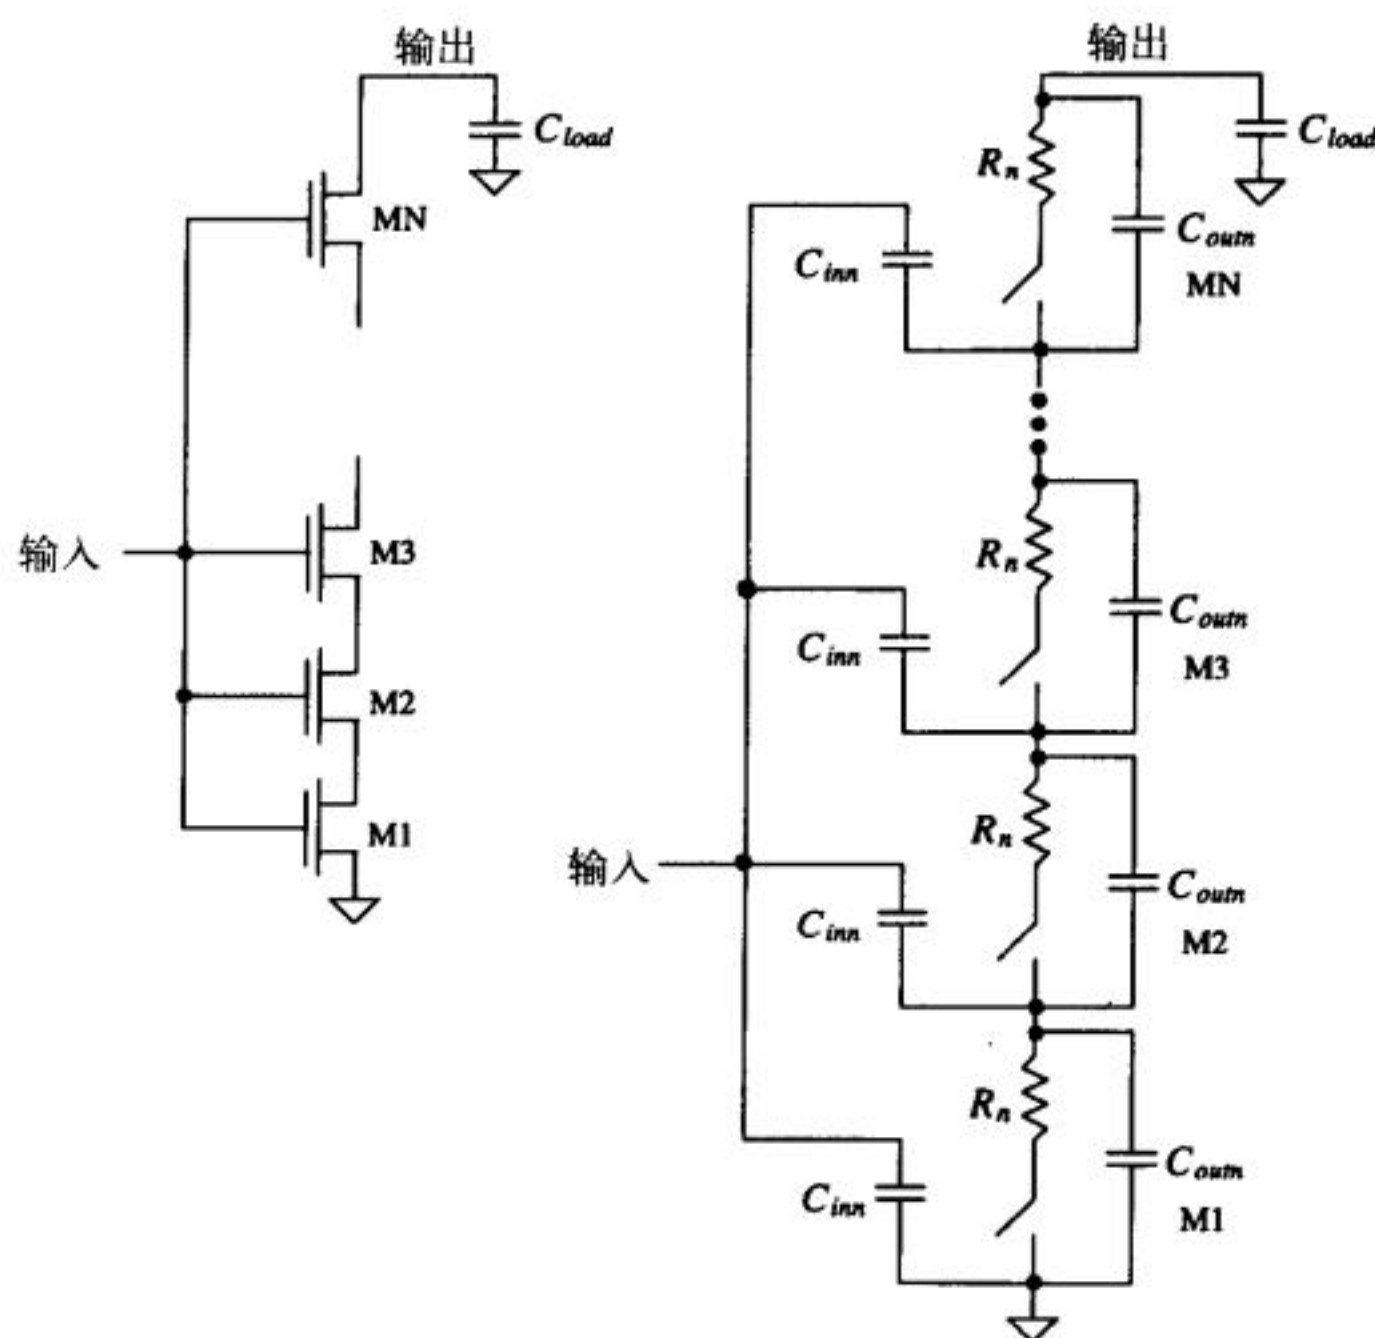 输出
C_load
MN
输入
M3
M2
M1
输出
C_load
R_n
C_outn
MN
C_inn
R_n
C_outn
M3
C_inn
R_n
C_outn
M2
输入
C_inn
R_n
C_outn
M1
C_inn